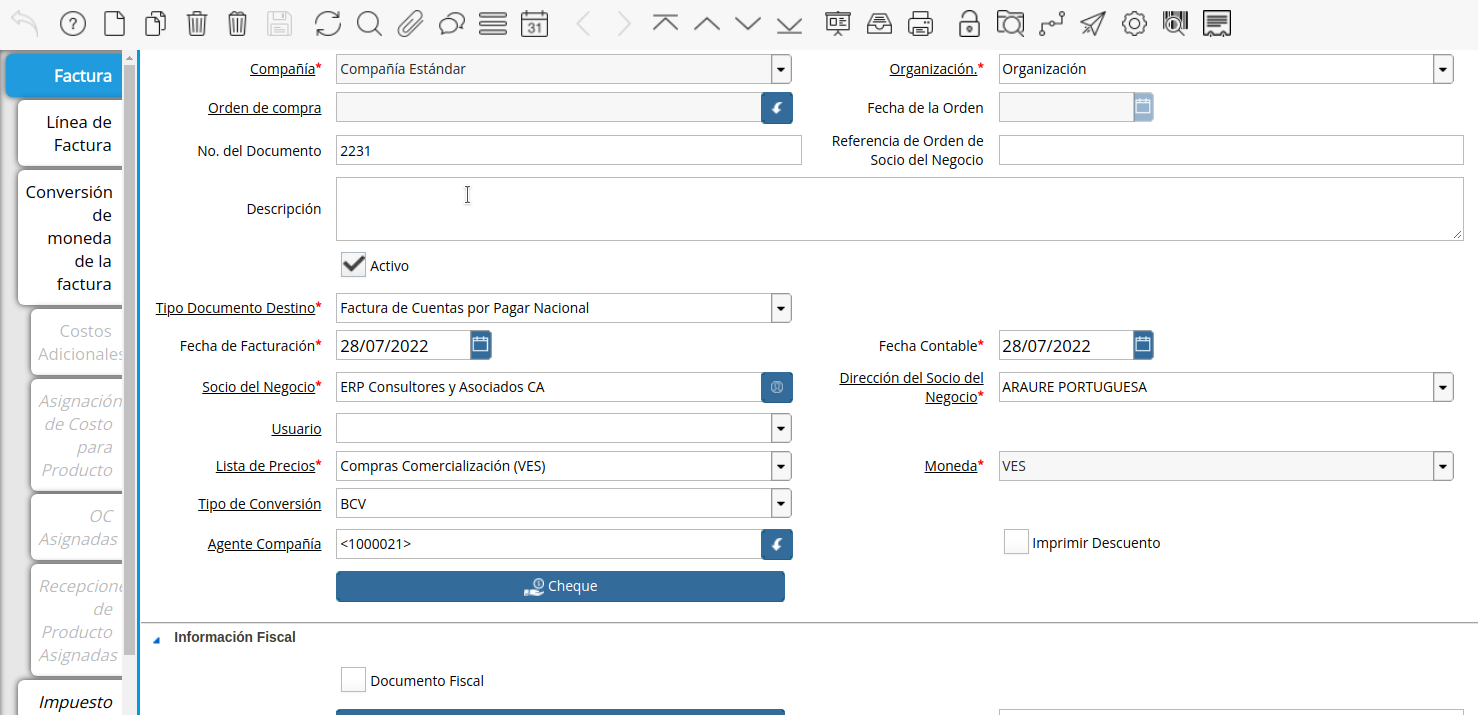 31
Factura
Línea de
Factura
Conversión
de
moneda
de la
factura
Costos
Adicionales
Asignación
de Costo
para
Producto
OC
Asignadas
de
Producto
Asignadas
Impuesto
Compañía* Compañía Estándar Organización.* Organización
Orden de compra Fecha de la Orden
No. del Documento 2231 Referencia de Orden de
Socio del Negocio
Descripción
Activo
Tipo Documento Destino* Factura de Cuentas por Pagar Nacional
Fecha de Facturación* 28/07/2022 Fecha Contable* 28/07/2022
Socio del Negocio* ERP Consultores y Asociados CA Dirección del Socio del
Negocio* ARAURE PORTUGUESA
Usuario
Lista de Precios* Compras Comercialización (VES) Moneda* VES
Tipo de Conversión BCV
Agente Compañía <1000021> Imprimir Descuento
Cheque
Información Fiscal
Documento Fiscal